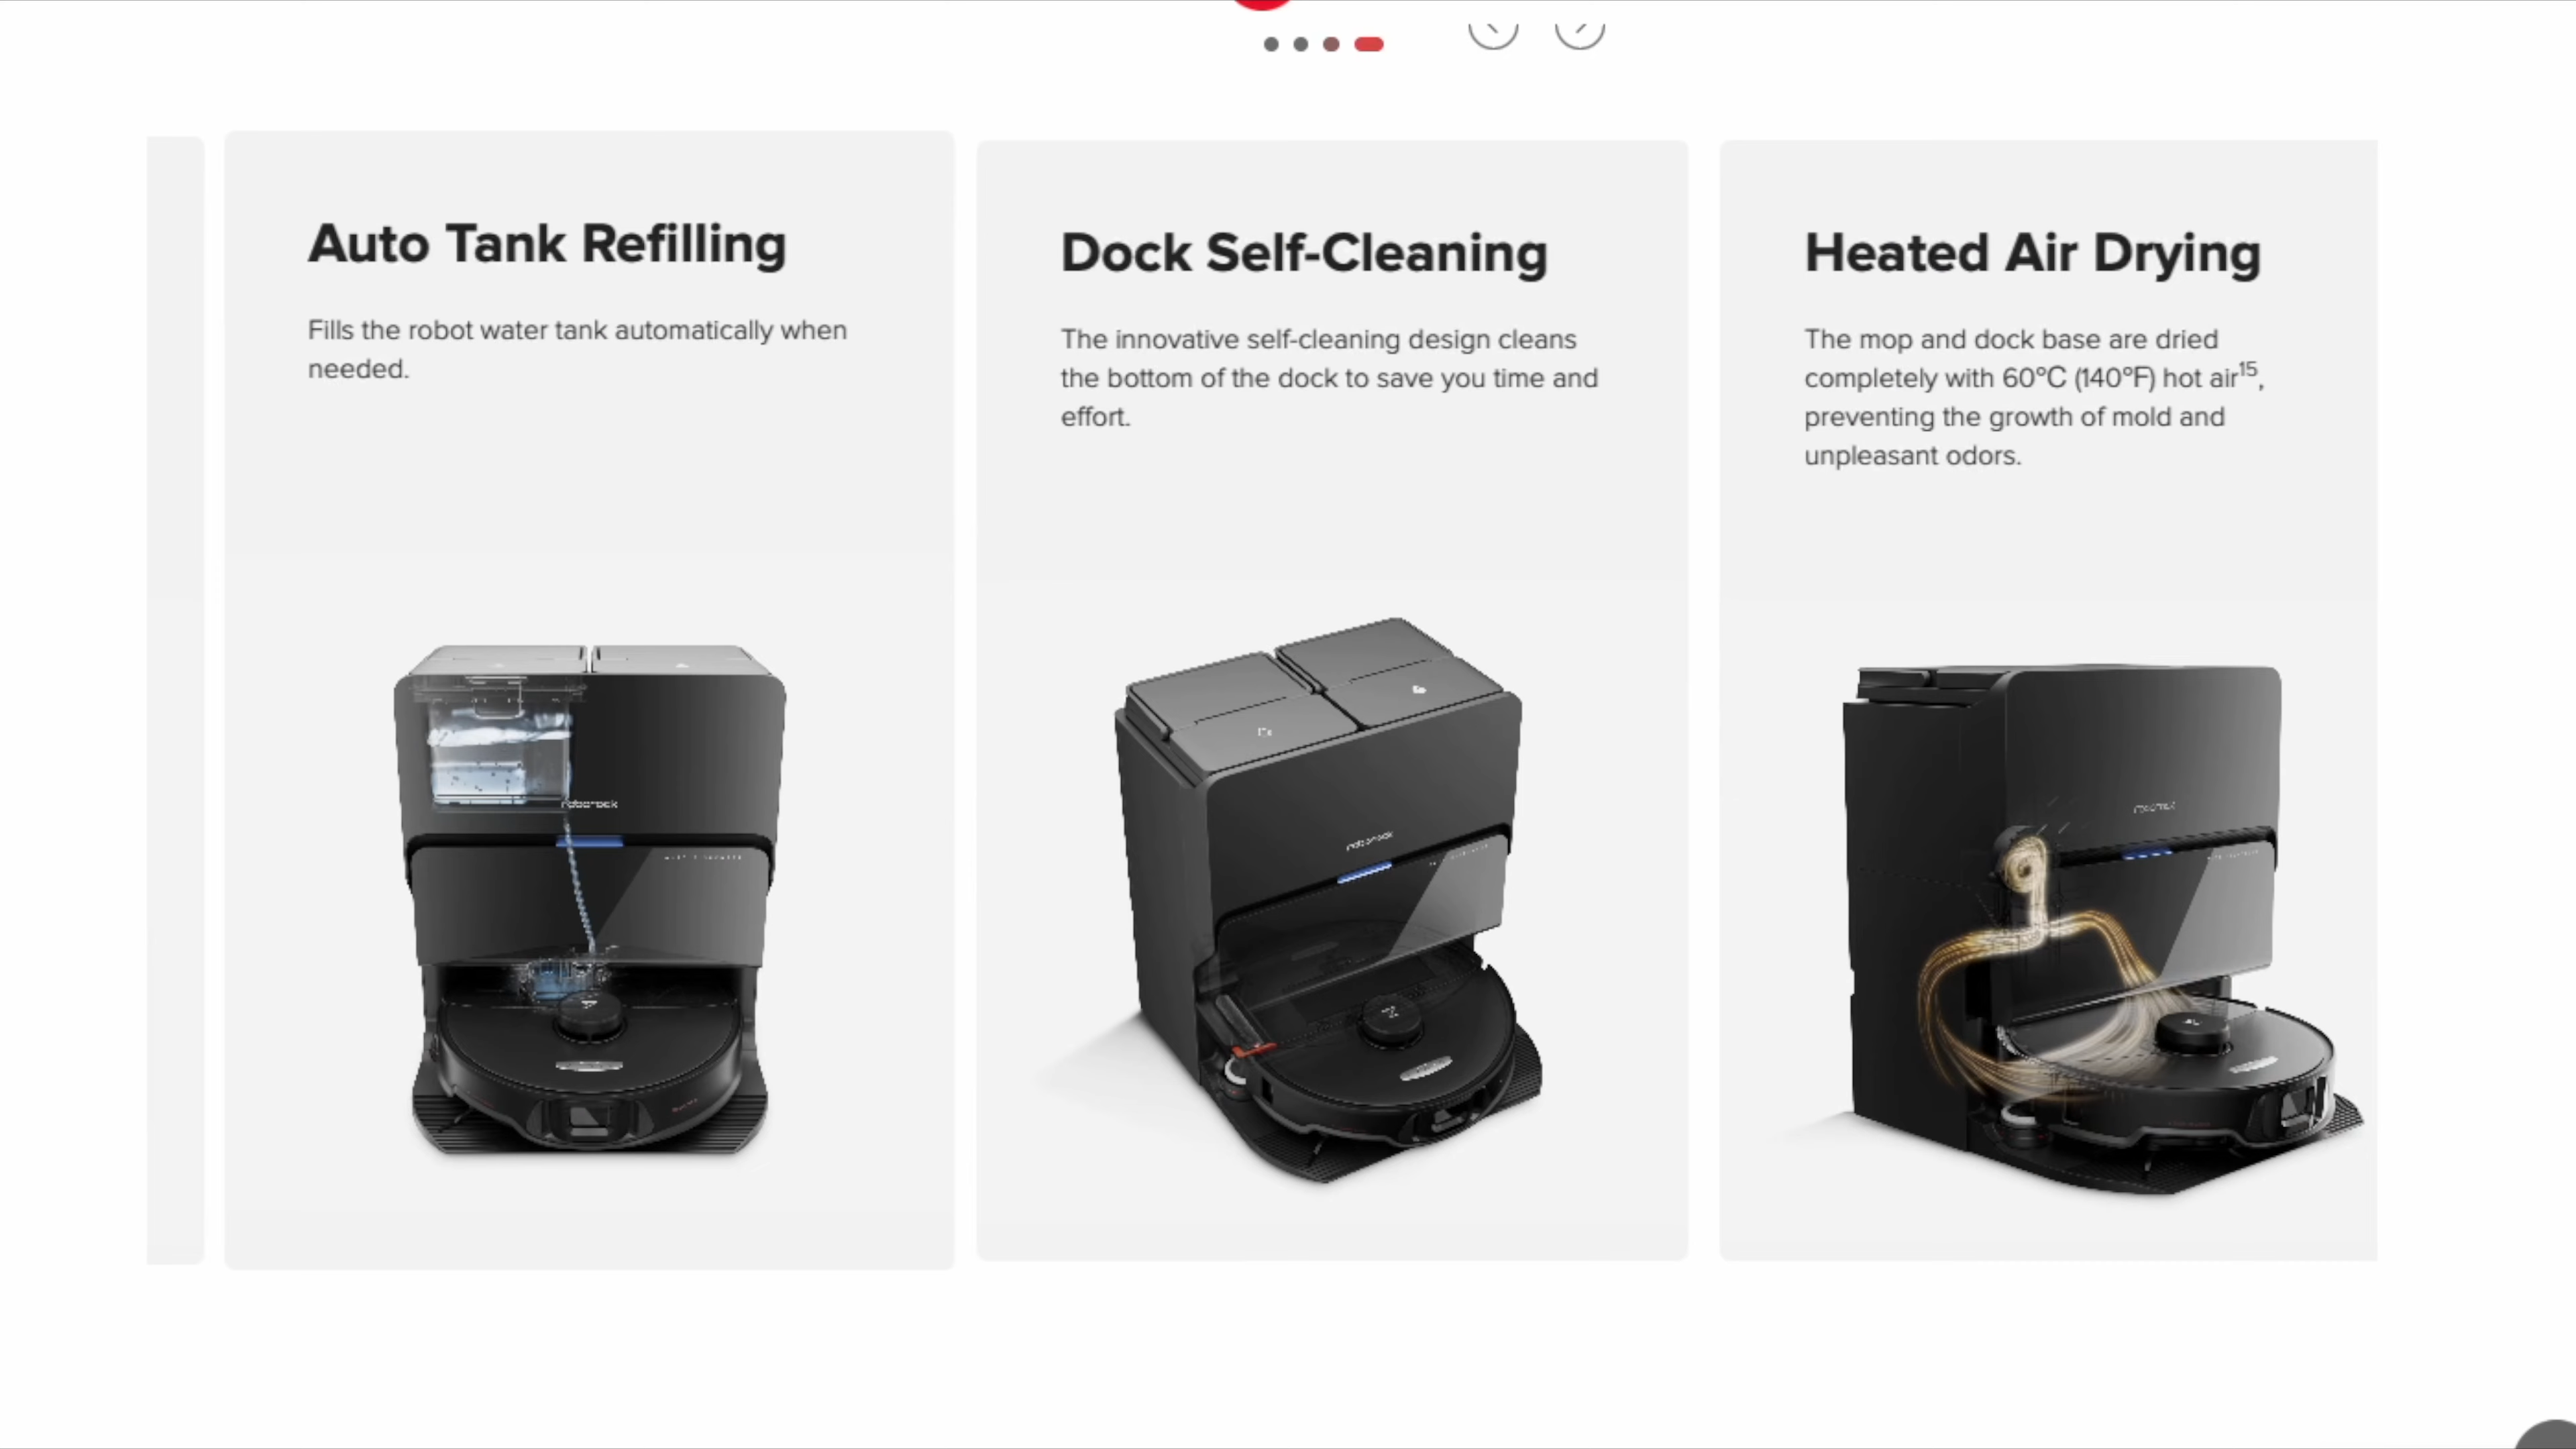 Auto Tank Refilling
Fills the robot water tank automatically when
needed.
roborock
Dock Self-Cleaning
The innovative self-cleaning design cleans
the bottom of the dock to save you time and
effort.
roborock
Heated Air Drying
The mop and dock base are dried
completely with 60°C (140°F) hot air15,
preventing the growth of mold and
unpleasant odors.